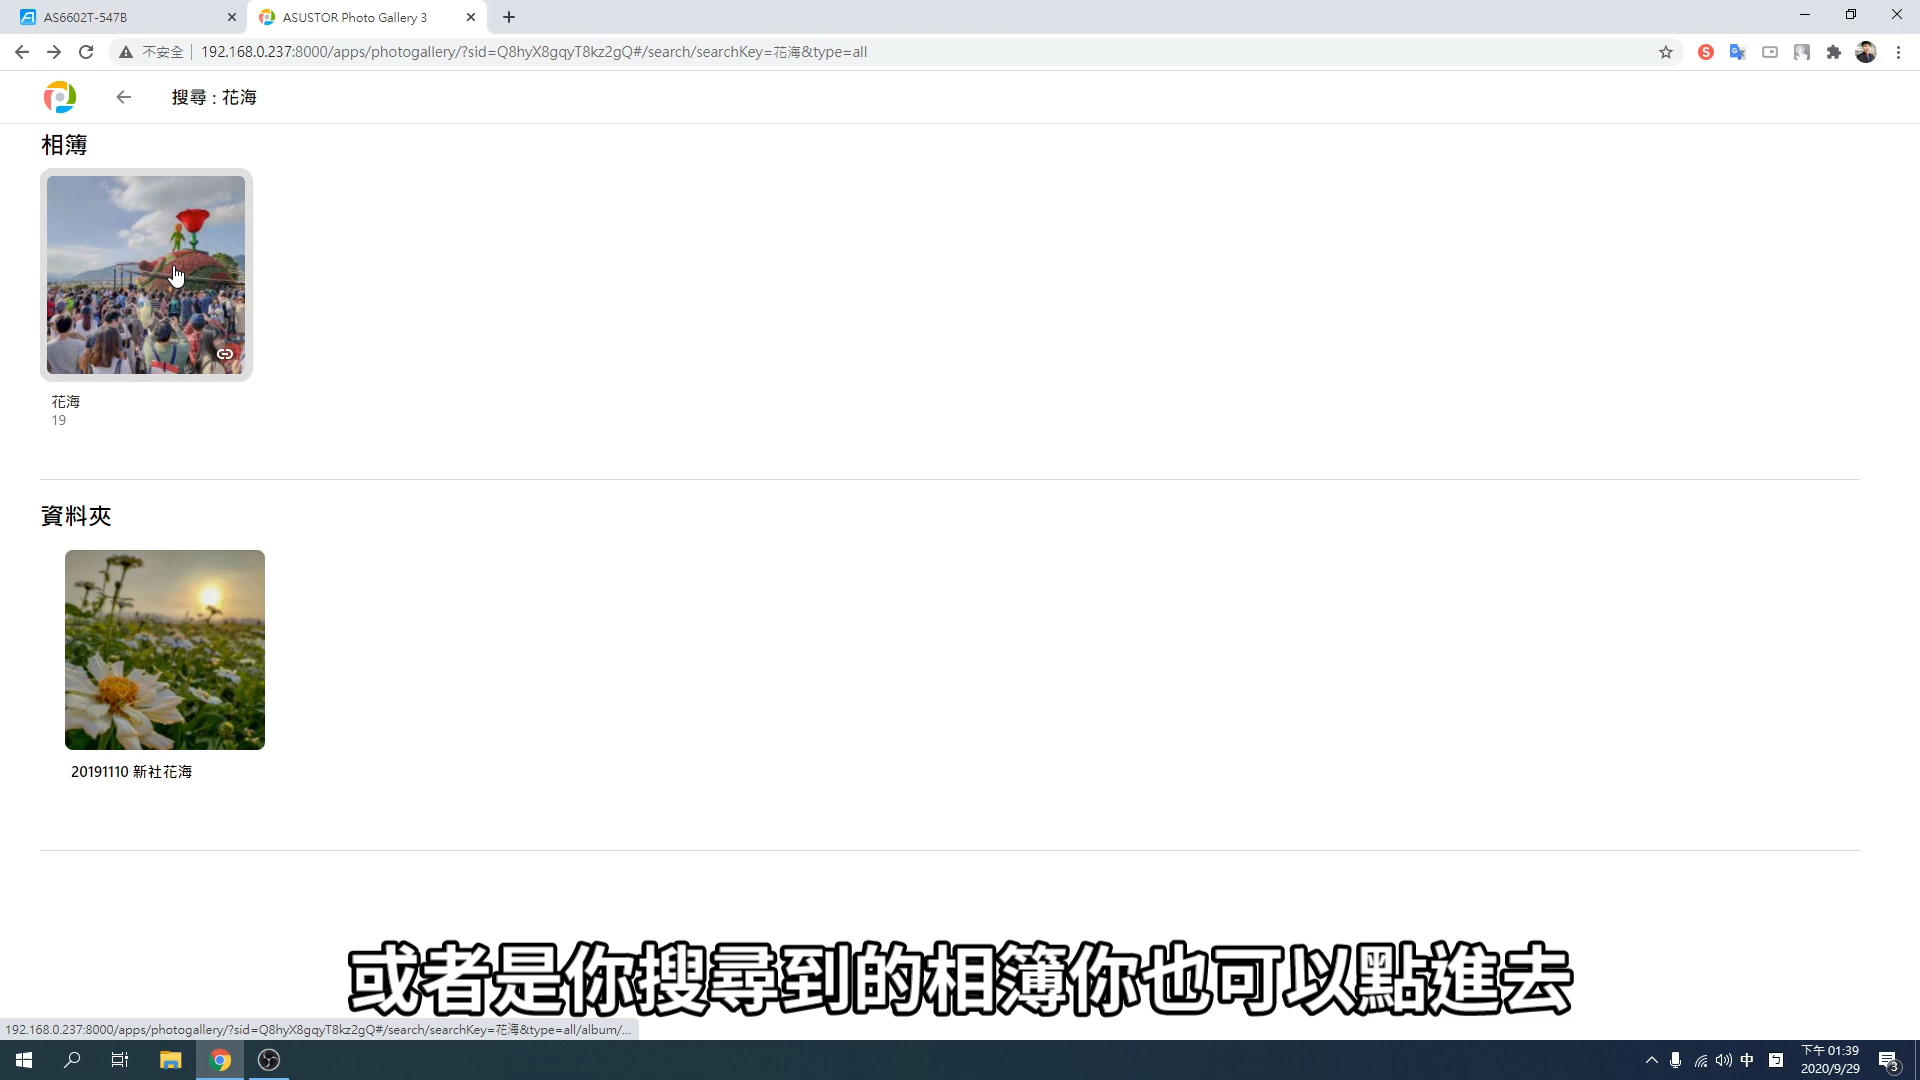 AS6602T-547B
ASUSTOR Photo Gallery 3
不安全
192.168.0.237:8000/apps/photogallery/?sid=Q8hyX8gqyT8kz2gQ#/search/searchKey=花海&type=all
搜尋 : 花海
相簿
花海
19
資料夾
20191110 新社花海
或者是你搜尋到的相簿你也可以點進去
192.168.0.237:8000/apps/photogallery/?sid=Q8hyX8gqyT8kz2gQ#/search/searchKey=花海&type=all/album/...
中
下午 01:39
2020/9/29
3